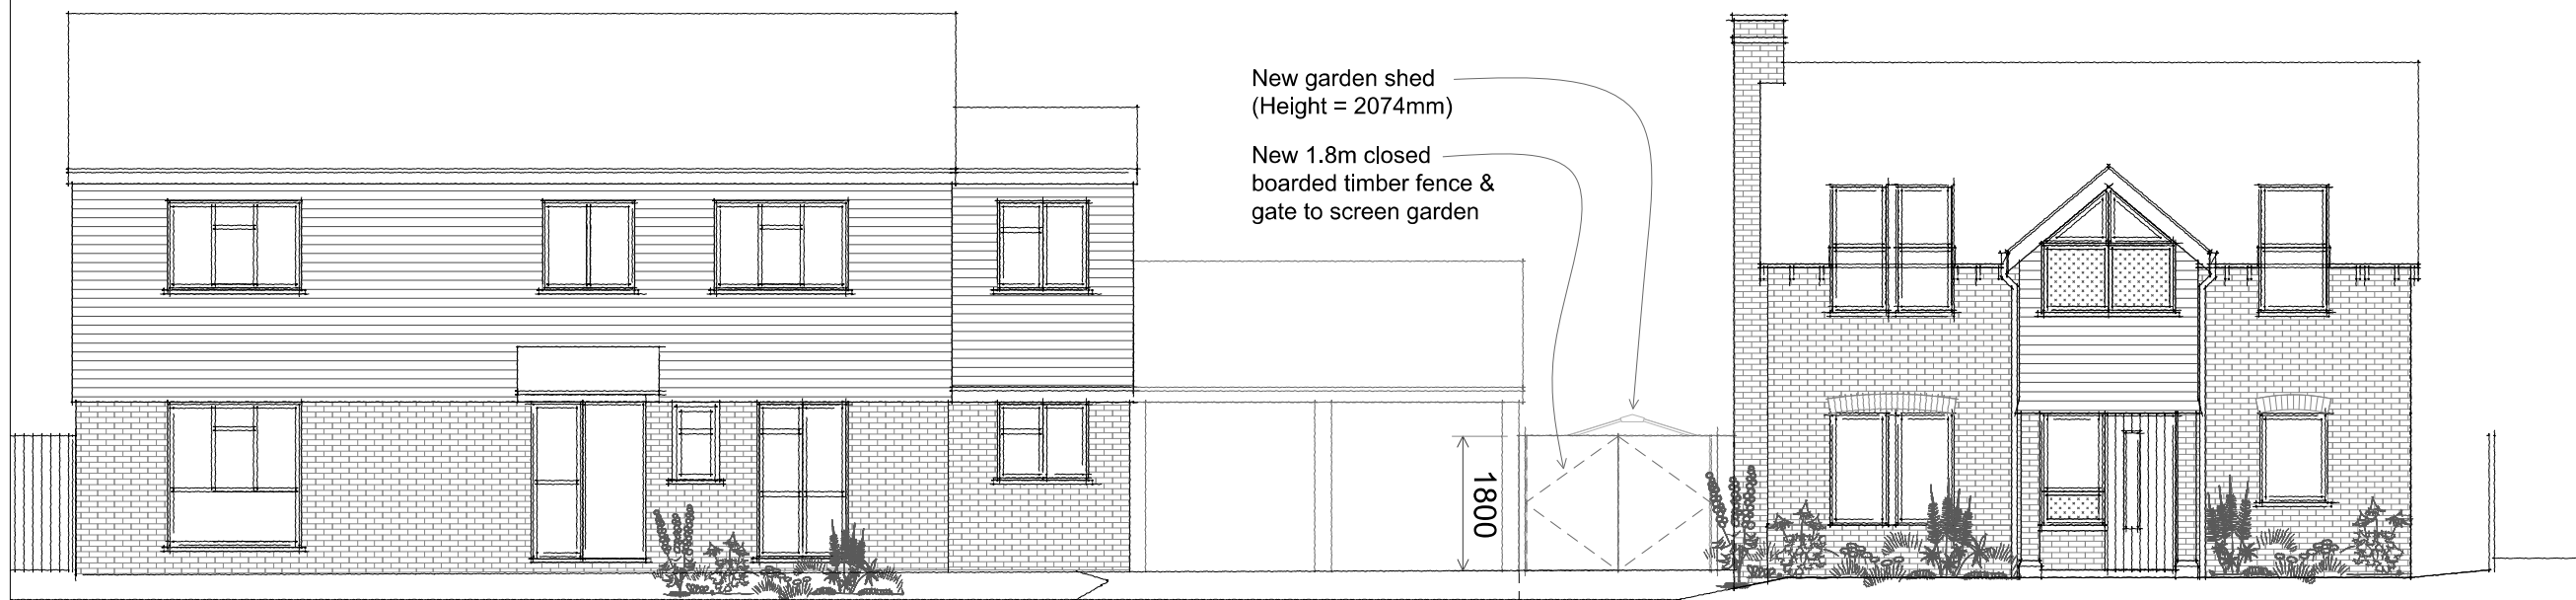 New garden shed
(Height = 2074mm)
New 1.8m closed
boarded timber fence &
gate to screen garden
1800